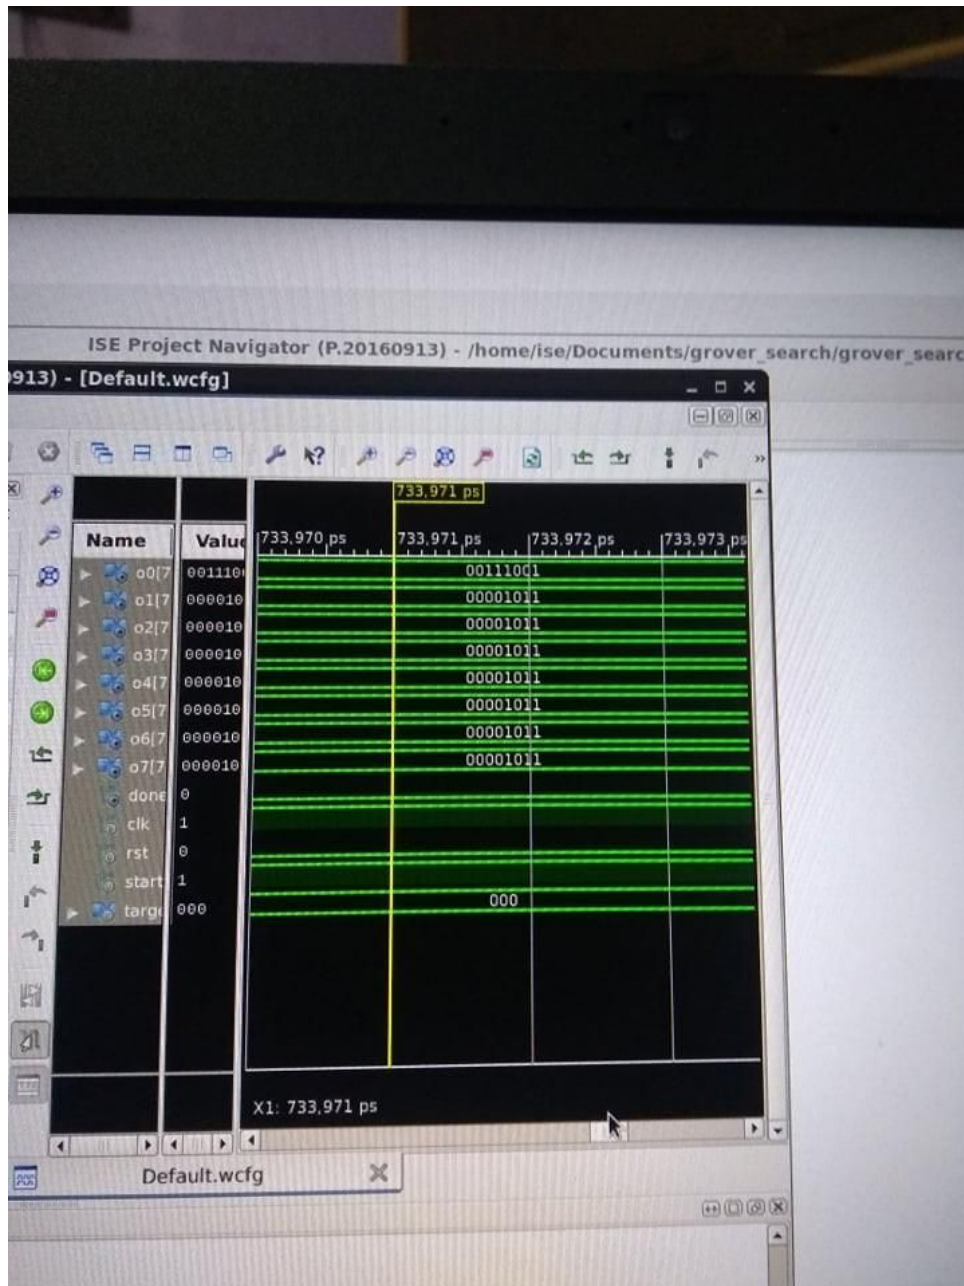 ISE Project Navigator (P.20160913) - /home/ise/Documents/grover_search/grover_searc
0913) - [Default.wcfg]
733,971 ps
Name Value 733,970 ps 733,971 ps 733,972 ps 733,973 ps
o0[7 001110 00111001
o1[7 000010 00001011
o2[7 000010 00001011
o3[7 000010 00001011
o4[7 000010 00001011
o5[7 000010 00001011
o6[7 000010 00001011
o7[7 000010 00001011
done 0
clk 1
rst 0
start 1
targ 000 000
X1: 733,971 ps
Default.wcfg